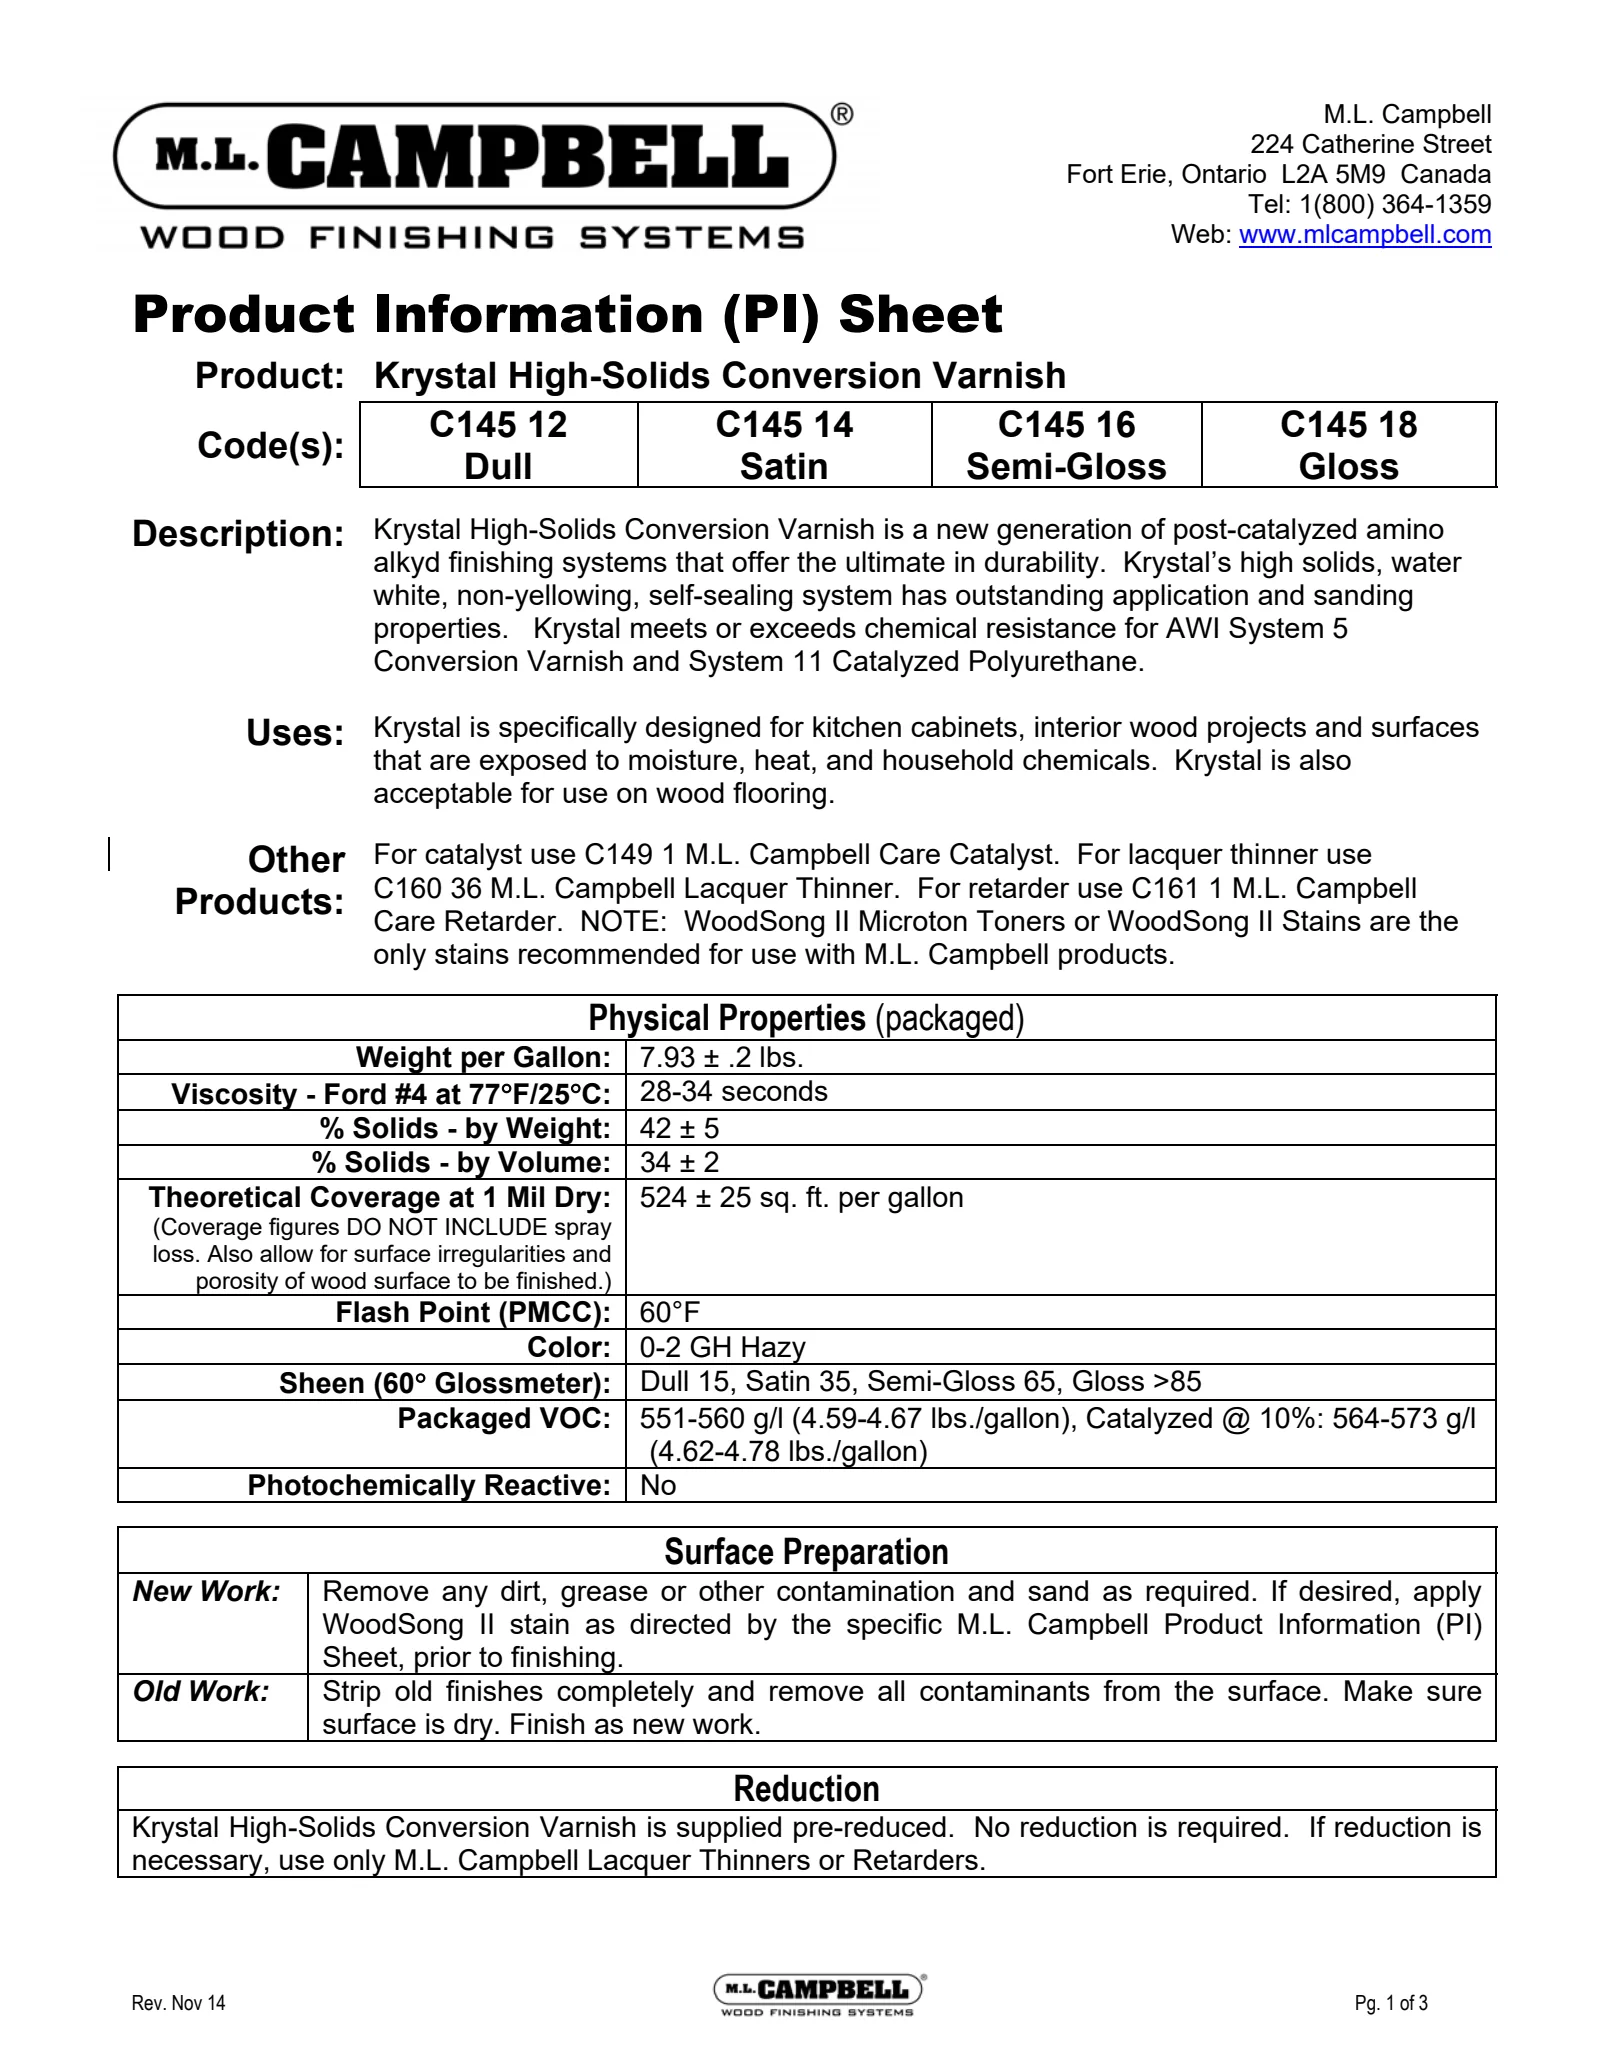 M.L. CAMPBELL®
WOOD FINISHING SYSTEMS
M.L. Campbell
224 Catherine Street
Fort Erie, Ontario L2A 5M9 Canada
Tel: 1(800) 364-1359
Web: www.mlcampbell.com
Product Information (PI) Sheet
Product: Krystal High-Solids Conversion Varnish
Code(s):
C145 12 C145 14 C145 16 C145 18
Dull Satin Semi-Gloss Gloss
Description: Krystal High-Solids Conversion Varnish is a new generation of post-catalyzed amino
alkyd finishing systems that offer the ultimate in durability. Krystal’s high solids, water
white, non-yellowing, self-sealing system has outstanding application and sanding
properties. Krystal meets or exceeds chemical resistance for AWI System 5
Conversion Varnish and System 11 Catalyzed Polyurethane.
Uses: Krystal is specifically designed for kitchen cabinets, interior wood projects and surfaces
that are exposed to moisture, heat, and household chemicals. Krystal is also
acceptable for use on wood flooring.
Other Products: For catalyst use C149 1 M.L. Campbell Care Catalyst. For lacquer thinner use
C160 36 M.L. Campbell Lacquer Thinner. For retarder use C161 1 M.L. Campbell
Care Retarder. NOTE: WoodSong II Microton Toners or WoodSong II Stains are the
only stains recommended for use with M.L. Campbell products.
Physical Properties (packaged)
Weight per Gallon: 7.93 ± .2 lbs.
Viscosity - Ford #4 at 77°F/25°C: 28-34 seconds
% Solids - by Weight: 42 ± 5
% Solids - by Volume: 34 ± 2
Theoretical Coverage at 1 Mil Dry: 524 ± 25 sq. ft. per gallon
(Coverage figures DO NOT INCLUDE spray
loss. Also allow for surface irregularities and
porosity of wood surface to be finished.)
Flash Point (PMCC): 60°F
Color: 0-2 GH Hazy
Sheen (60° Glossmeter): Dull 15, Satin 35, Semi-Gloss 65, Gloss >85
Packaged VOC: 551-560 g/l (4.59-4.67 lbs./gallon), Catalyzed @ 10%: 564-573 g/l
(4.62-4.78 lbs./gallon)
Photochemically Reactive: No
Surface Preparation
New Work: Remove any dirt, grease or other contamination and sand as required. If desired, apply
WoodSong II stain as directed by the specific M.L. Campbell Product Information (PI)
Sheet, prior to finishing.
Old Work: Strip old finishes completely and remove all contaminants from the surface. Make sure
surface is dry. Finish as new work.
Reduction
Krystal High-Solids Conversion Varnish is supplied pre-reduced. No reduction is required. If reduction is
necessary, use only M.L. Campbell Lacquer Thinners or Retarders.
Rev. Nov 14
M.L. CAMPBELL®
WOOD FINISHING SYSTEMS
Pg. 1 of 3